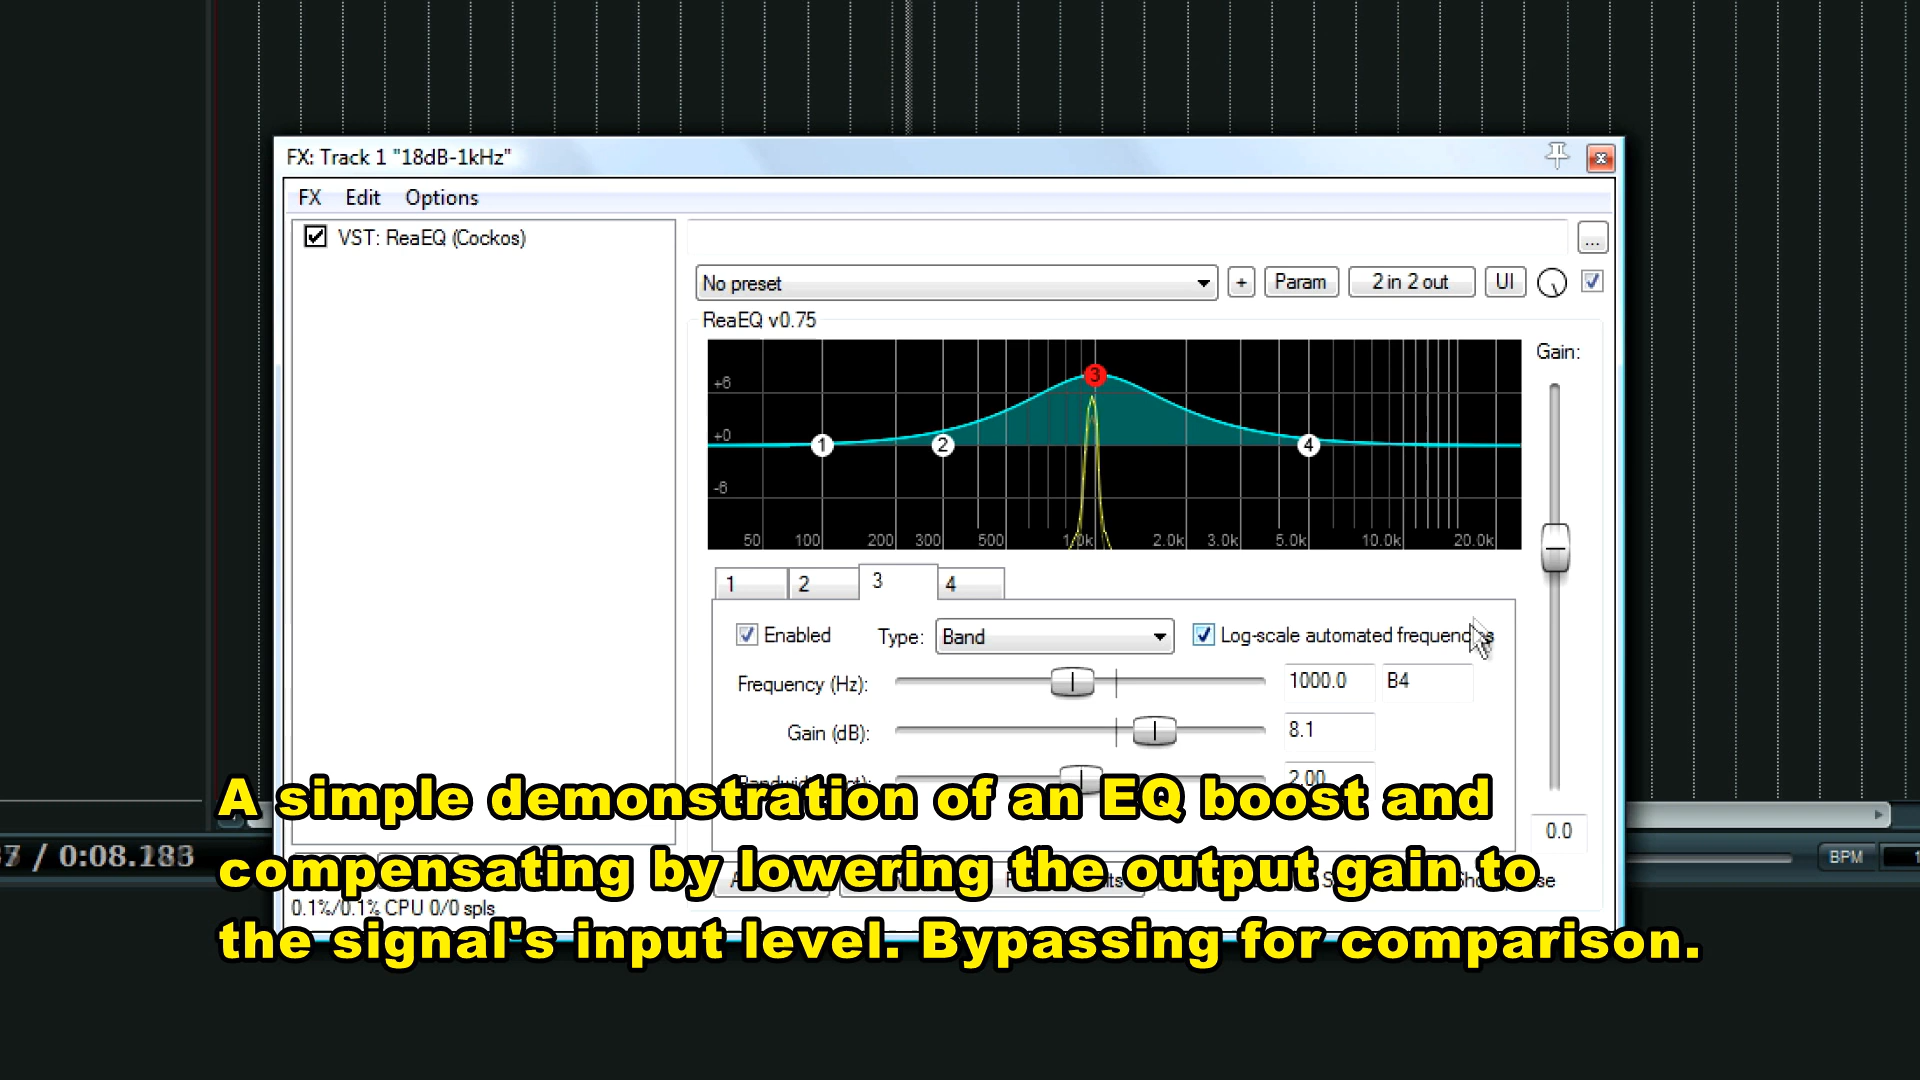 FX: Track 1 "18dB-1kHz"
x
FX Edit Options
VST: ReaEQ (Cockos)
...
No preset + Param 2 in 2 out UI
ReaEQ v0.75
Gain:
+6
+0
-6
1 2 3 4
50 100 200 300 500 1.0k 2.0k 3.0k 5.0k 10.0k 20.0k
1 2 3 4
Enabled Type: Band Log-scale automated frequencies
Frequency (Hz): 1000.0 B4
Gain (dB): 8.1
2.00
0.0
/ 0:08.183
BPM
0.1%/0.1% CPU 0/0 spls
A simple demonstration of an EQ boost and
compensating by lowering the output gain to
the signal's input level. Bypassing for comparison.